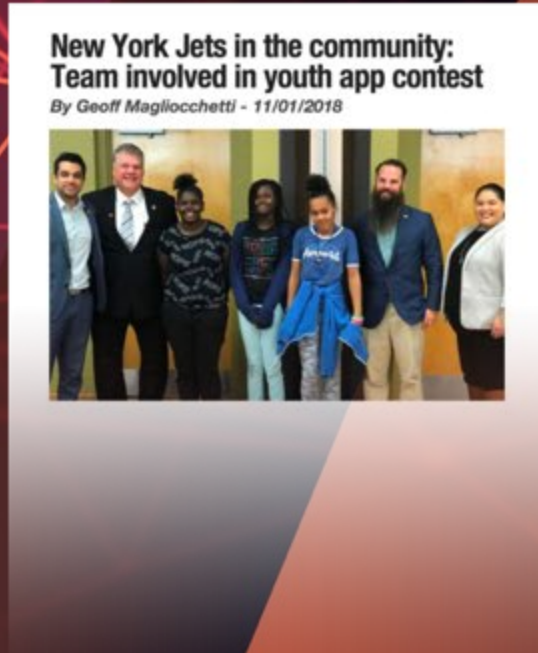 New York Jets in the community:
Team involved in youth app contest
By Geoff Magliocchetti - 11/01/2018